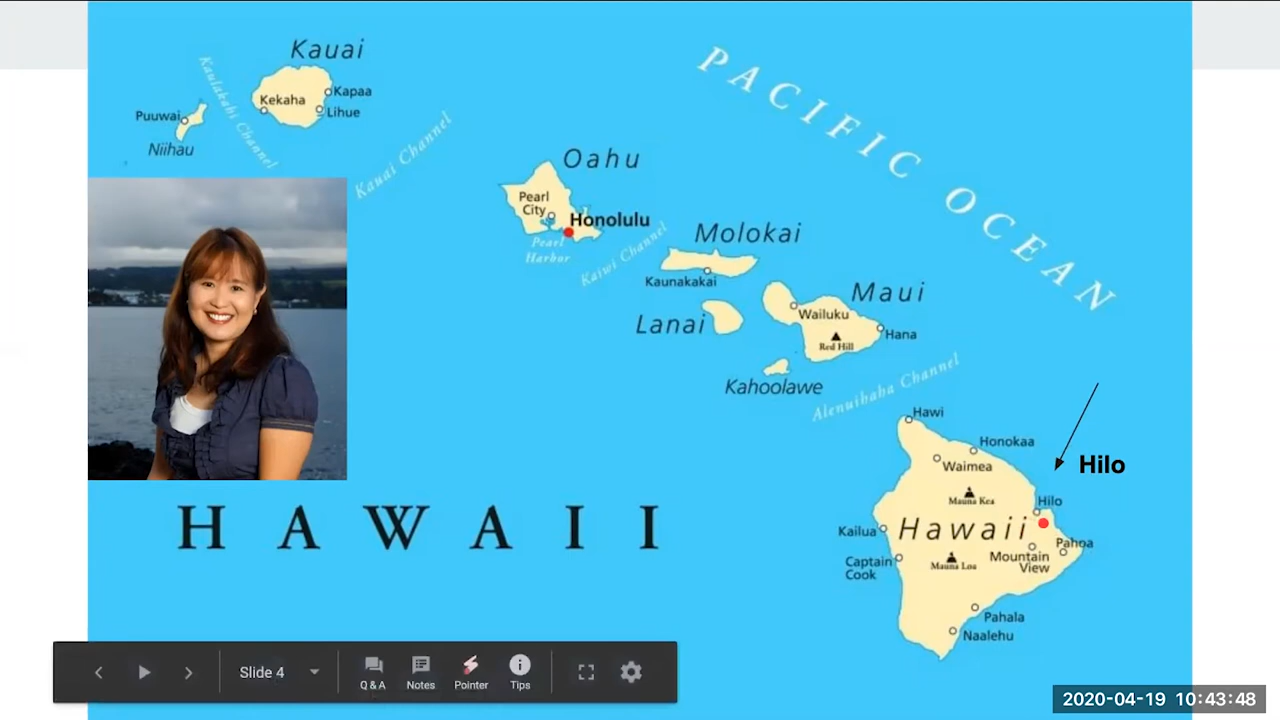 Kauai
Kaulakahi Channel
Kapaa
Kekaha
Lihue
Puuwai
Niihau
Kauai Channel
PACIFIC OCEAN
Oahu
Pearl
City
Honolulu
Pearl
Harbor
Kaiwi Channel
Molokai
Kaunakakai
Lanai
Maui
Wailuku
Red Hill
Hana
Kahoolawe
Alenuihaha Channel
Hawi
Honokaa
Waimea
Hilo
Mauna Kea
Hilo
Kailua
Hawaii
Pahoa
Captain
Cook
Mauna Loa
Mountain
View
Pahala
Naalehu
HAWAII
Slide 4
Q & A
Notes
Pointer
Tips
2020-04-19 10:43:48